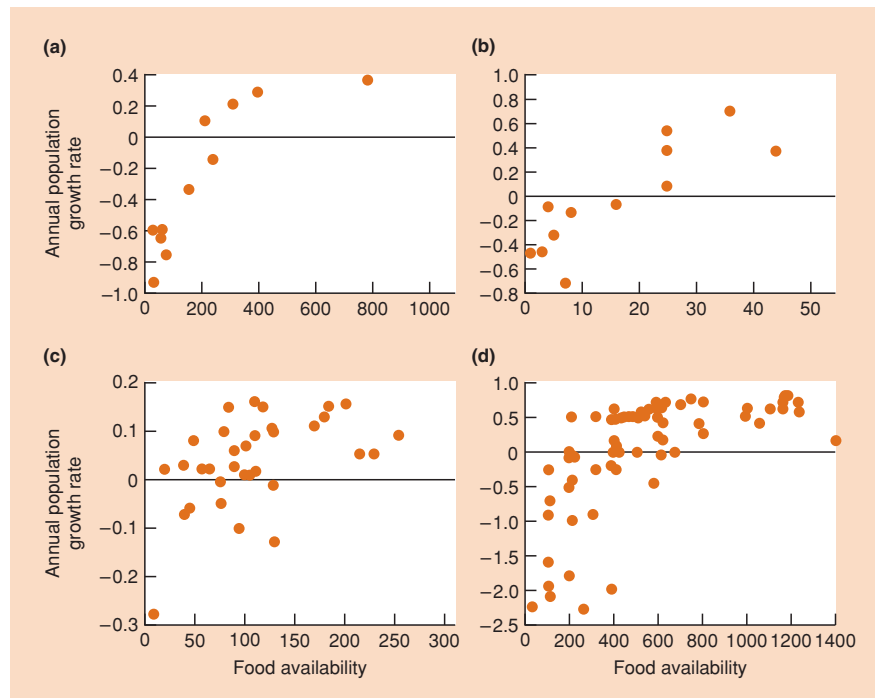 (a)
Annual population
growth rate
0.4
0.2
0
−0.2
−0.4
−0.6
−0.8
−1.0
0 200 400 600 800 1000
(b)
1.0
0.8
0.6
0.4
0.2
0
−0.2
−0.4
−0.6
−0.8
0 10 20 30 40 50
(c)
Annual population
growth rate
0.2
0.1
0
−0.1
−0.2
−0.3
0 50 100 150 200 250 300
Food availability
(d)
1.0
0.5
0
−0.5
−1.0
−1.5
−2.0
−2.5
0 200 400 600 800 1000 1200 1400
Food availability